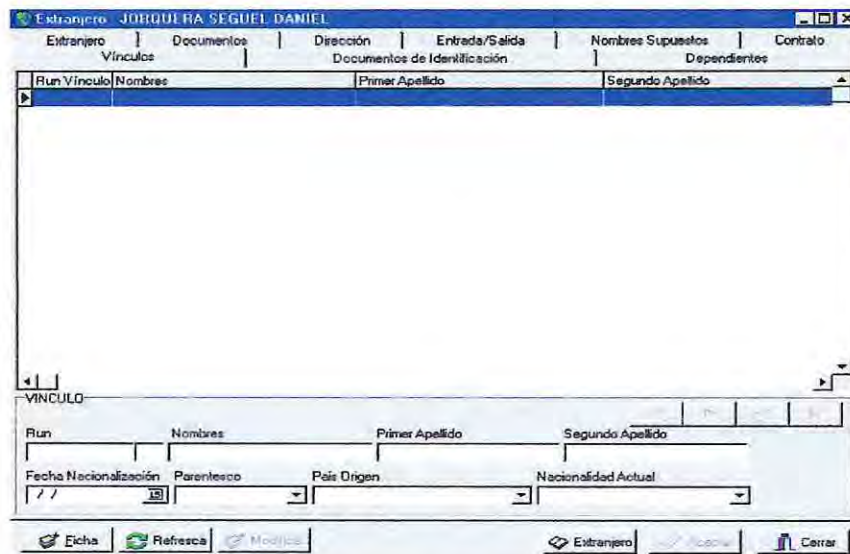 Extranjero JORQUERA SEGUEL DANIEL
Extranjero Documentos Dirección Entrada/Salida Nombres Supuestos Contrato
Vínculos Documentos de Identificación Dependientes
Run Vínculo Nombres Primer Apellido Segundo Apellido
VINCULO
Run Nombres Primer Apellido Segundo Apellido
Fecha Nacionalización Parentesco País Origen Nacionalidad Actual
/ / 15
Ficha Refresca Modifica Extranjero Aceptar Cerrar